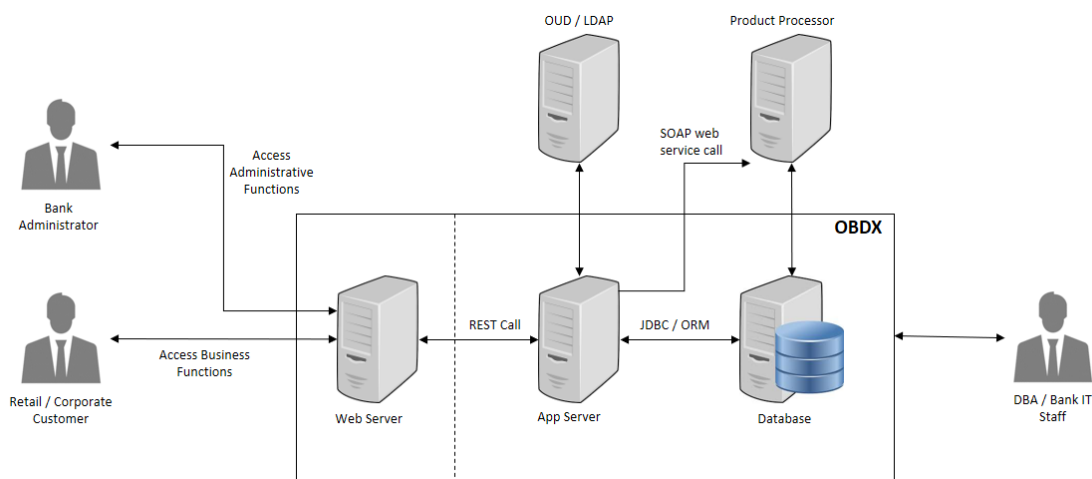 OUD / LDAP
Product Processor
SOAP web
service call
Access
Administrative
Functions
Bank
Administrator
OBDX
REST Call
JDBC / ORM
Access Business
Functions
Retail / Corporate
Customer
Web Server
App Server
Database
DBA / Bank IT
Staff